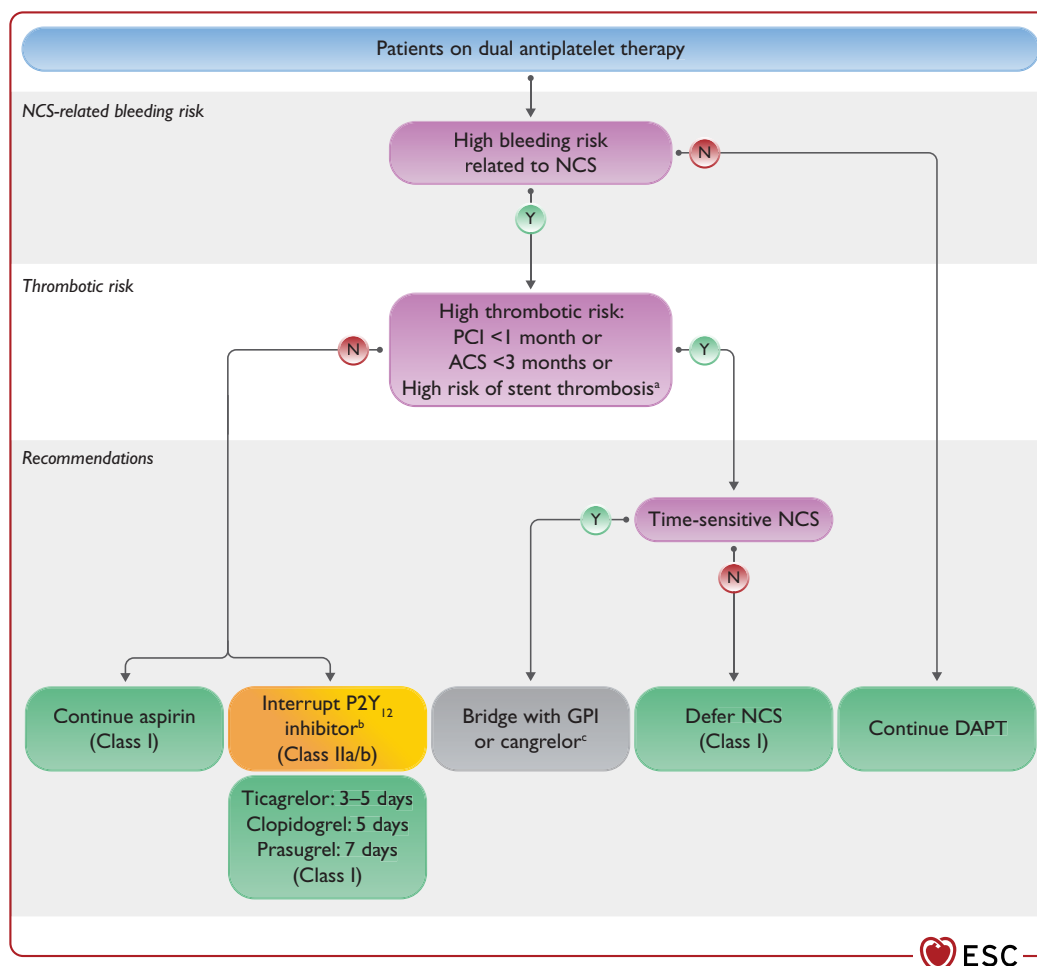 Patients on dual antiplatelet therapy
NCS-related bleeding risk
High bleeding risk
related to NCS
N
Y
Thrombotic risk
High thrombotic risk:
PCI <1 month or
ACS <3 months or
High risk of stent thrombosisᵃ
N
Y
Recommendations
Time-sensitive NCS
Y
N
Continue aspirin
(Class I)
Interrupt P2Y₁₂
inhibitorᵇ
(Class IIa/b)
Ticagrelor: 3–5 days
Clopidogrel: 5 days
Prasugrel: 7 days
(Class I)
Bridge with GPI
or cangrelorᶜ
Defer NCS
(Class I)
Continue DAPT
ESC